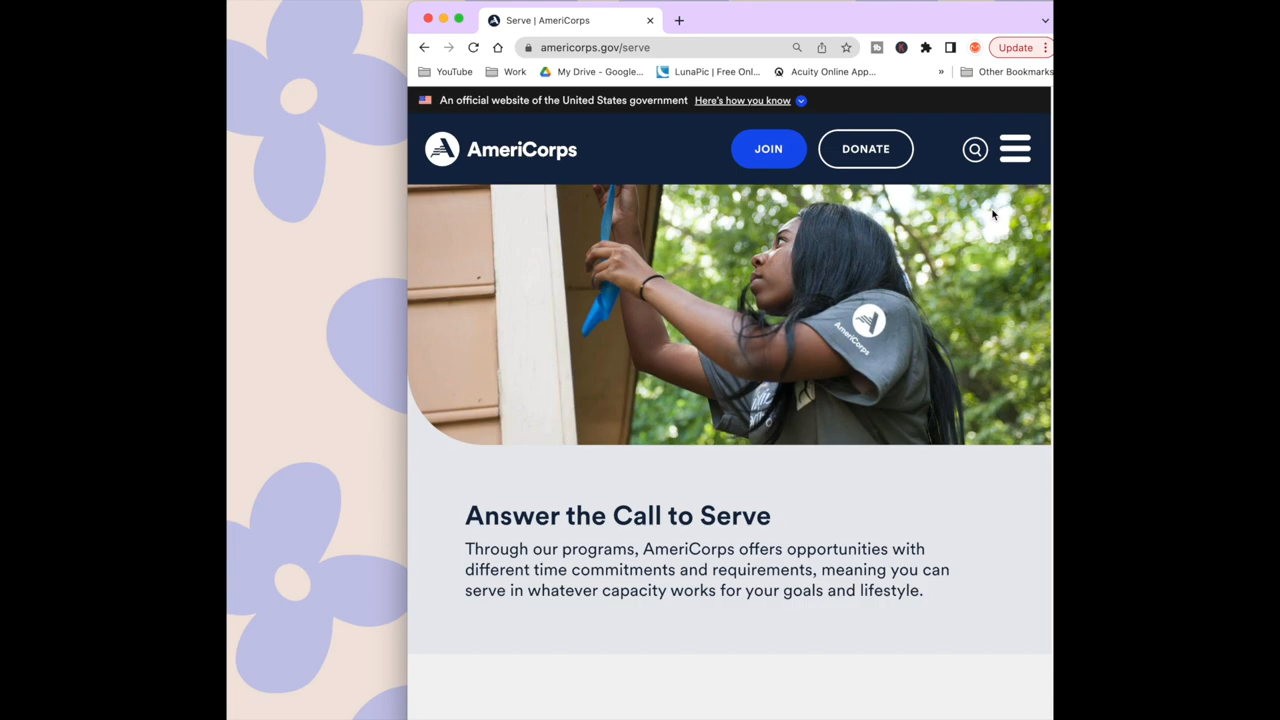 Serve | AmeriCorps
americorps.gov/serve
Update
YouTube
Work
My Drive - Google...
LunaPic | Free Onl...
Acuity Online App...
»
Other Bookmarks
An official website of the United States government Here's how you know
AmeriCorps
JOIN
DONATE
AmeriCorps
Answer the Call to Serve
Through our programs, AmeriCorps offers opportunities with
different time commitments and requirements, meaning you can
serve in whatever capacity works for your goals and lifestyle.